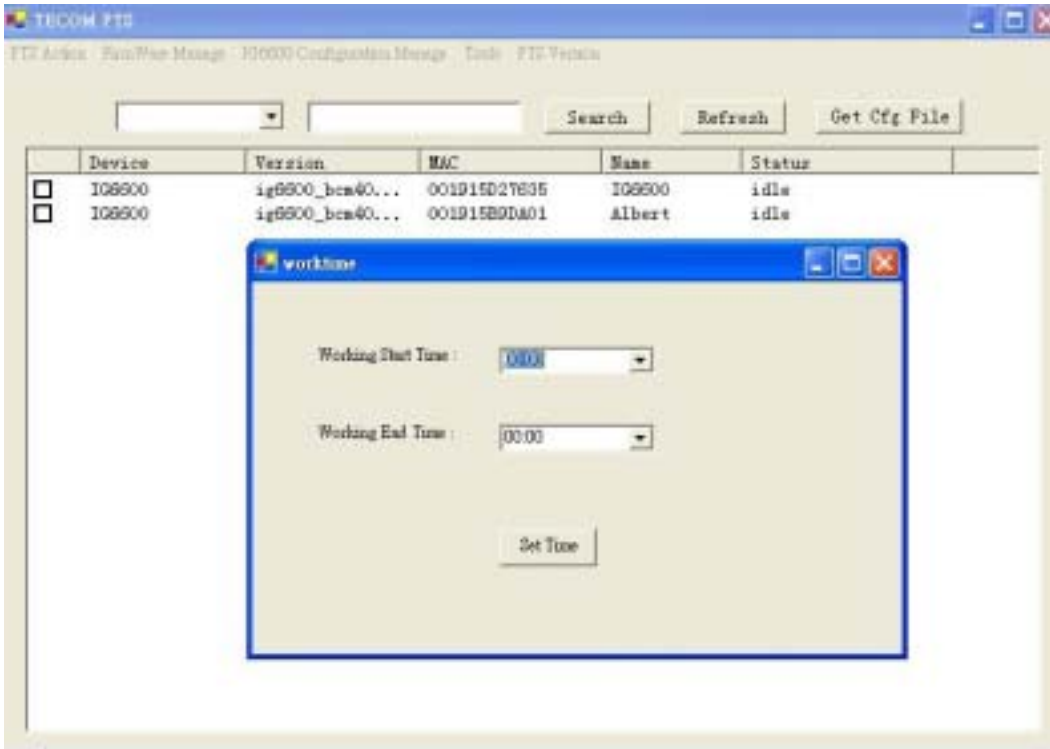 TECOM FTS
FTS Action FirmWare Manage IG6600 Configuration Manage Tools FTS Version
Search Refresh Get Cfg File
Device Version MAC Name Status
IG6600 ig6600_bcm40... 001915D27635 IG6600 idle
IG6600 ig6600_bcm40... 001915B9DA01 Albert idle
worktime
Working Start Time : 00:00
Working End Time : 00:00
Set Time